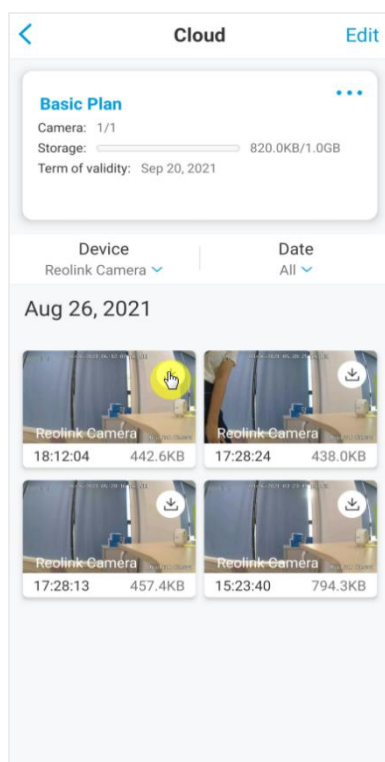 Cloud
Edit
Basic Plan
Camera: 1/1
Storage: 820.0KB/1.0GB
Term of validity: Sep 20, 2021
Device
Date
Reolink Camera
All
Aug 26, 2021
Reolink Camera
Reolink Camera
18:12:04 442.6KB
17:28:24 438.0KB
Reolink Camera
Reolink Camera
17:28:13 457.4KB
15:23:40 794.3KB